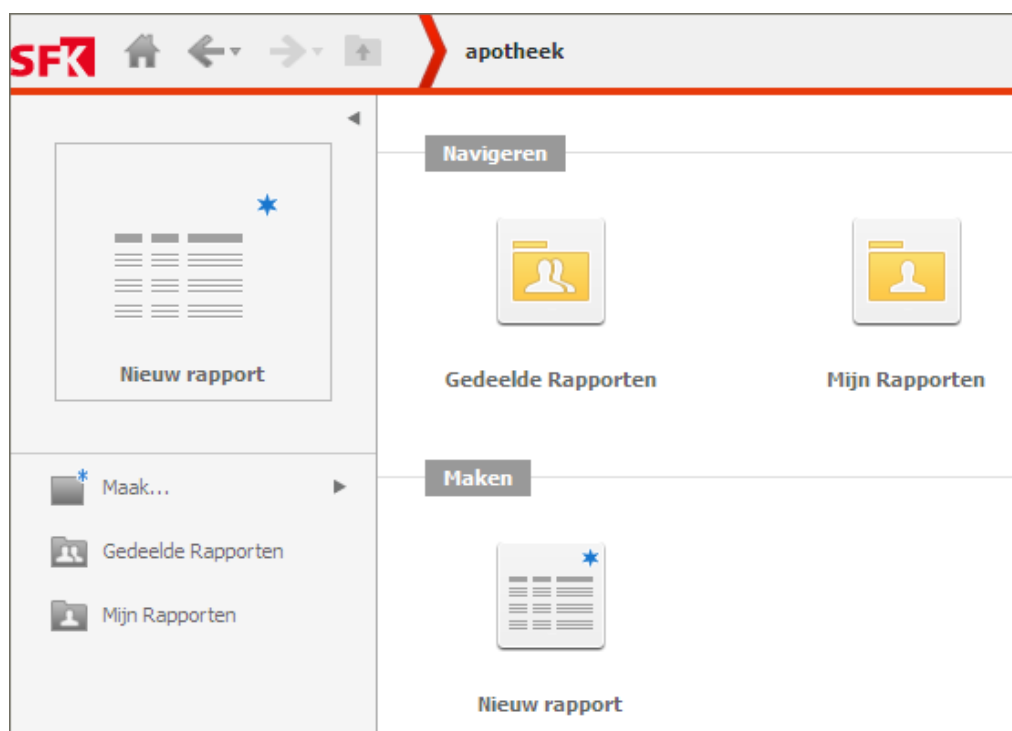 SFK
apotheek
Nieuw rapport
Maak...
Gedeelde Rapporten
Mijn Rapporten
Navigeren
Gedeelde Rapporten
Mijn Rapporten
Maken
Nieuw rapport